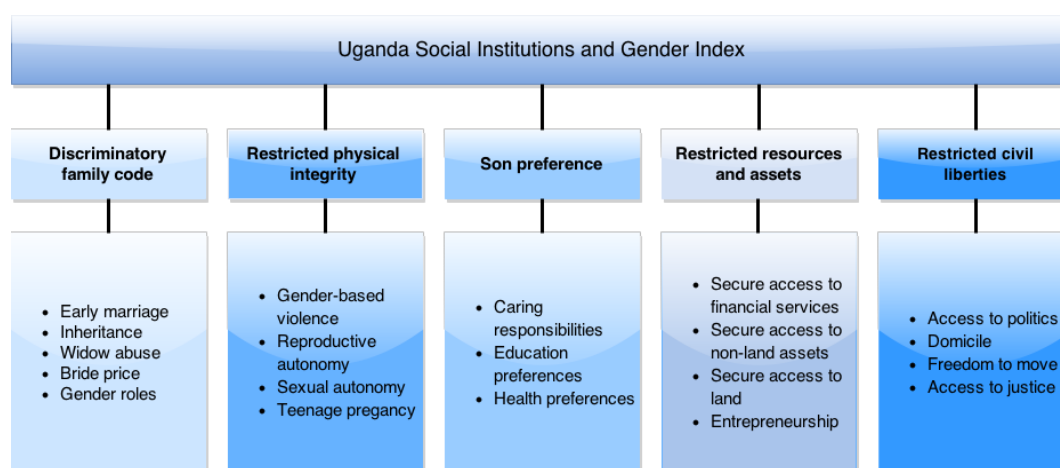 Uganda Social Institutions and Gender Index
Discriminatory
family code
Restricted physical
integrity
Son preference
Restricted resources
and assets
Restricted civil
liberties
• Early marriage
• Inheritance
• Widow abuse
• Bride price
• Gender roles
• Gender-based
violence
• Reproductive
autonomy
• Sexual autonomy
• Teenage pregancy
• Caring
responsibilities
• Education
preferences
• Health preferences
• Secure access to
financial services
• Secure access to
non-land assets
• Secure access to
land
• Entrepreneurship
• Access to politics
• Domicile
• Freedom to move
• Access to justice